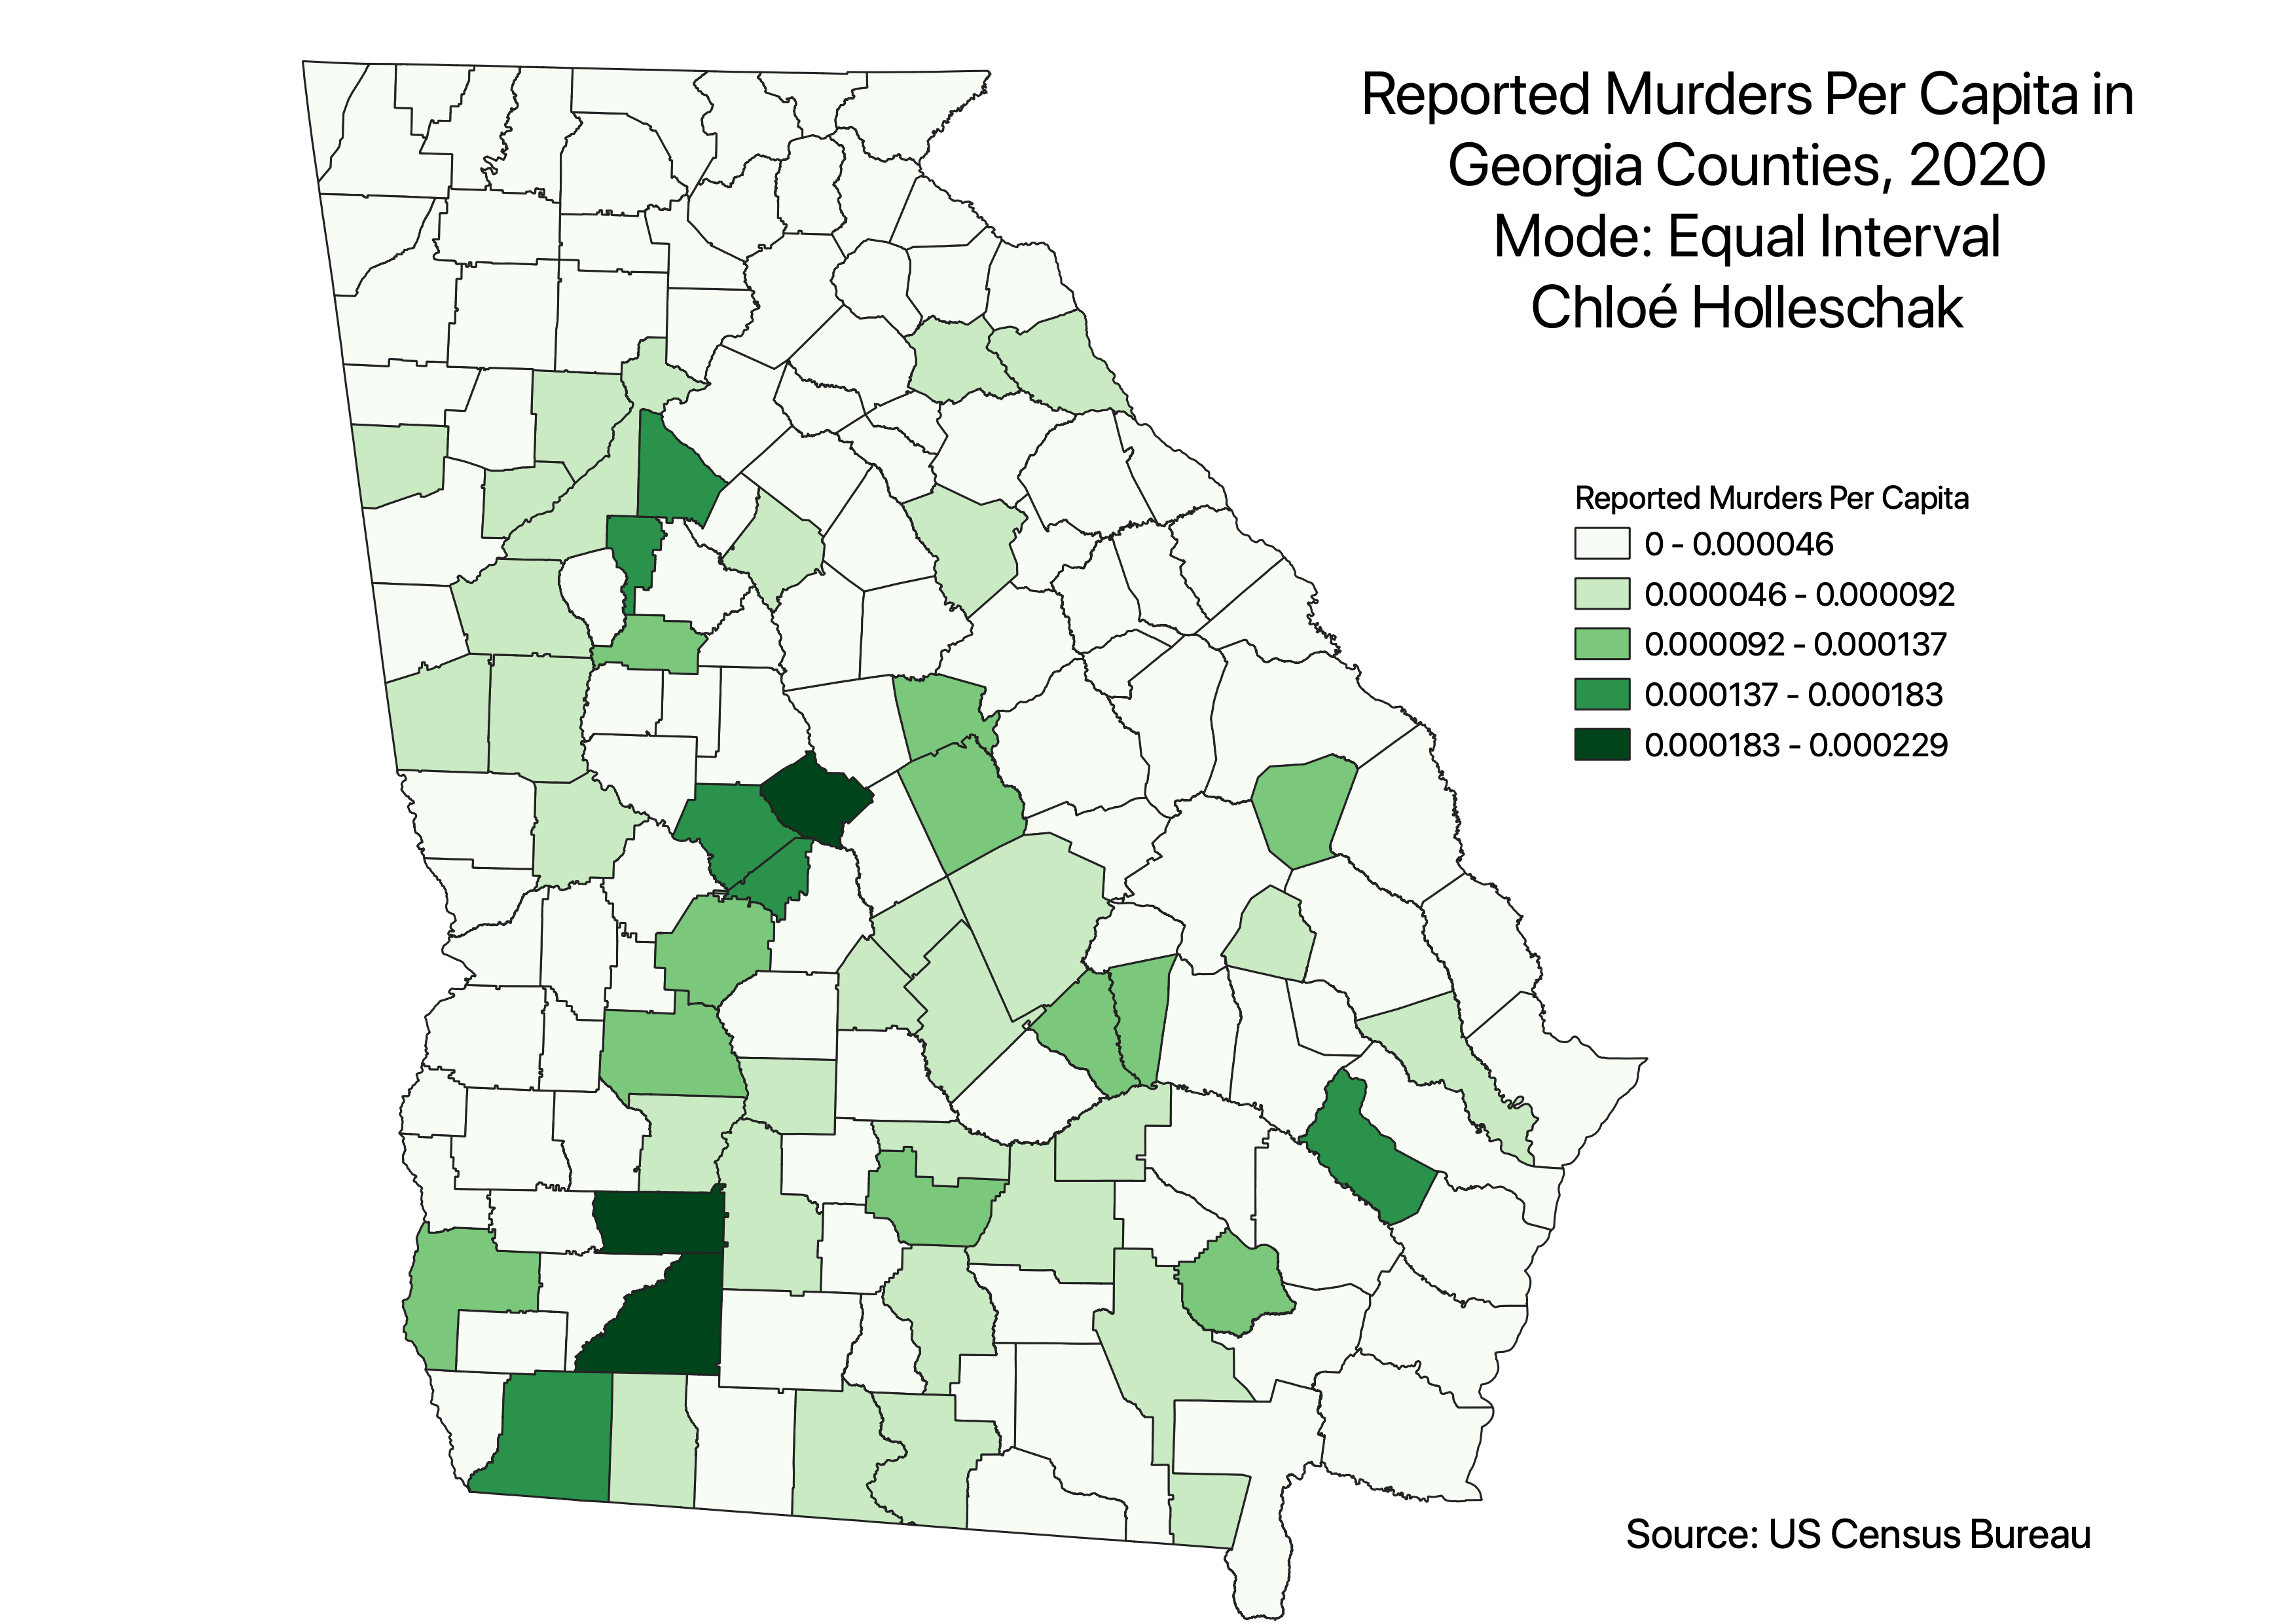 Reported Murders Per Capita in
Georgia Counties, 2020
Mode: Equal Interval
Chloé Holleschak
Reported Murders Per Capita
0 - 0.000046
0.000046 - 0.000092
0.000092 - 0.000137
0.000137 - 0.000183
0.000183 - 0.000229
Source: US Census Bureau